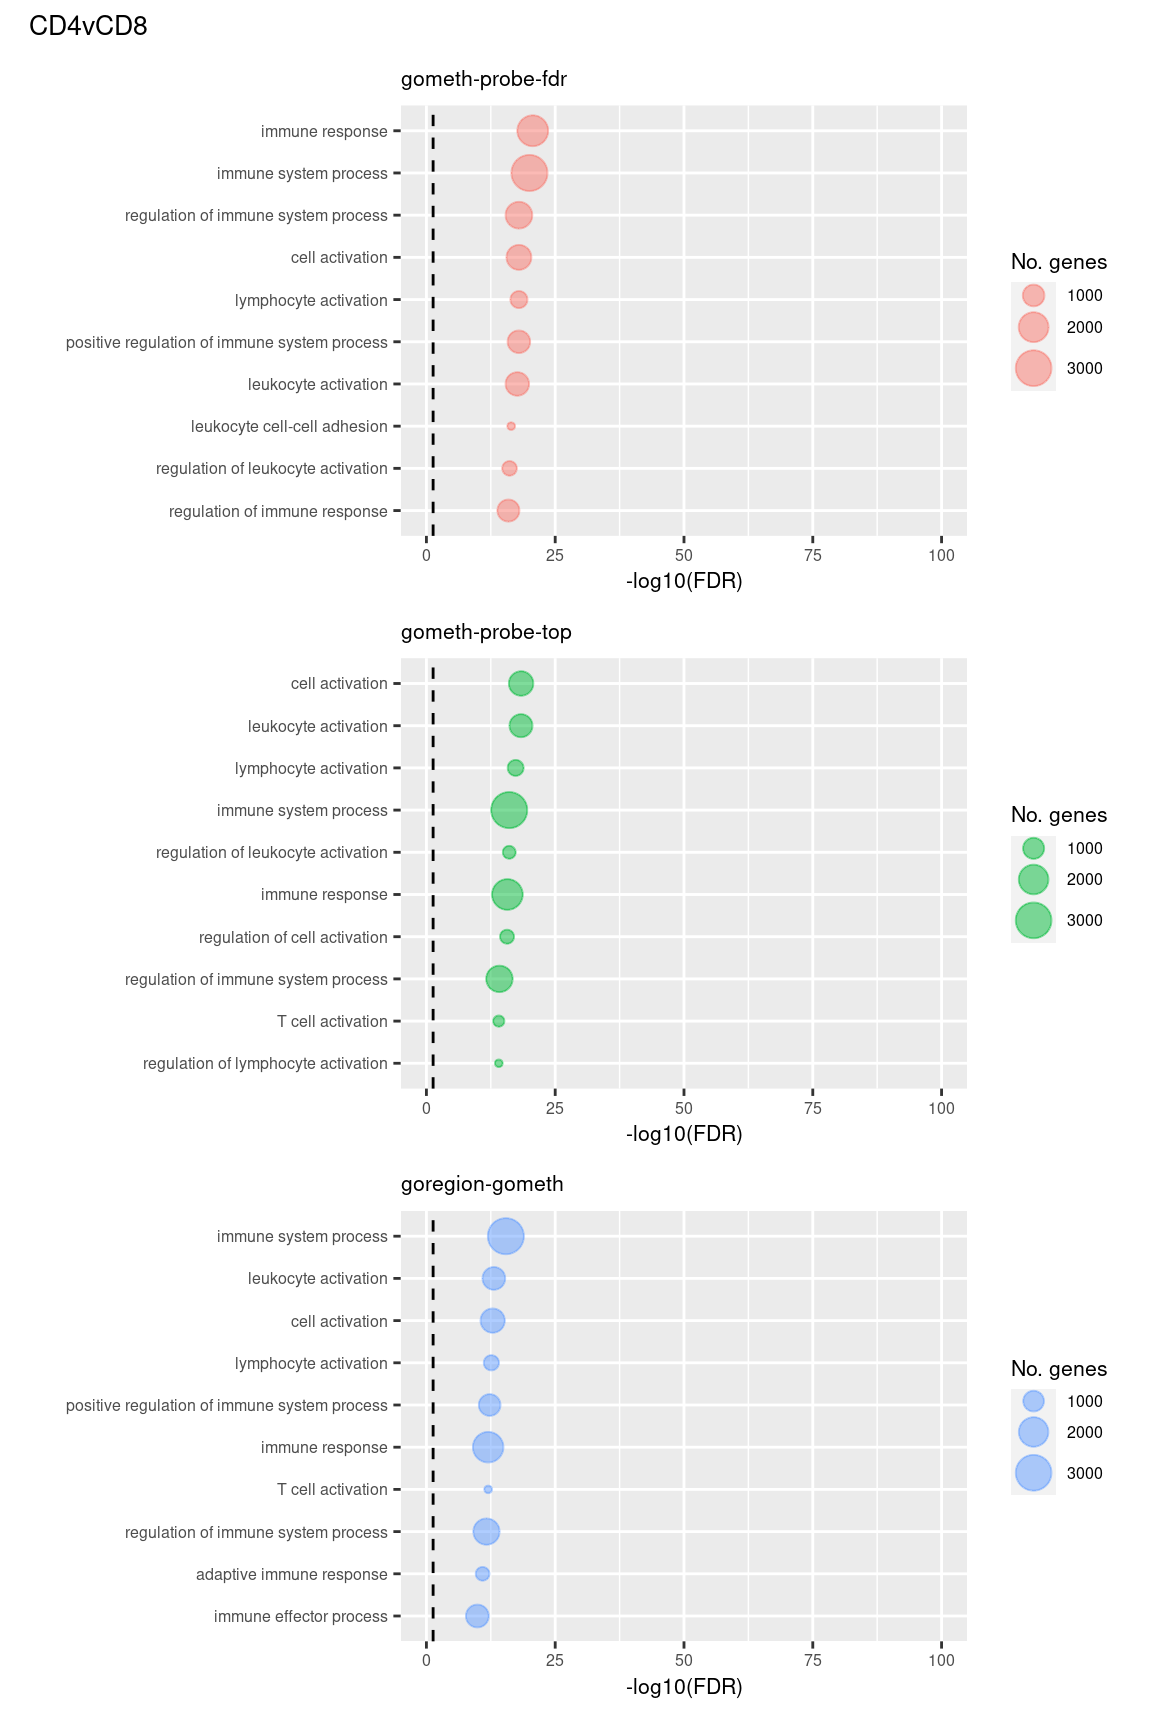 CD4vCD8
gometh-probe-fdr
immune response
immune system process
regulation of immune system process
cell activation
lymphocyte activation
positive regulation of immune system process
leukocyte activation
leukocyte cell-cell adhesion
regulation of leukocyte activation
regulation of immune response
0 25 50 75 100
-log10(FDR)
No. genes
1000
2000
3000
gometh-probe-top
cell activation
leukocyte activation
lymphocyte activation
immune system process
regulation of leukocyte activation
immune response
regulation of cell activation
regulation of immune system process
T cell activation
regulation of lymphocyte activation
0 25 50 75 100
-log10(FDR)
No. genes
1000
2000
3000
goregion-gometh
immune system process
leukocyte activation
cell activation
lymphocyte activation
positive regulation of immune system process
immune response
T cell activation
regulation of immune system process
adaptive immune response
immune effector process
0 25 50 75 100
-log10(FDR)
No. genes
1000
2000
3000